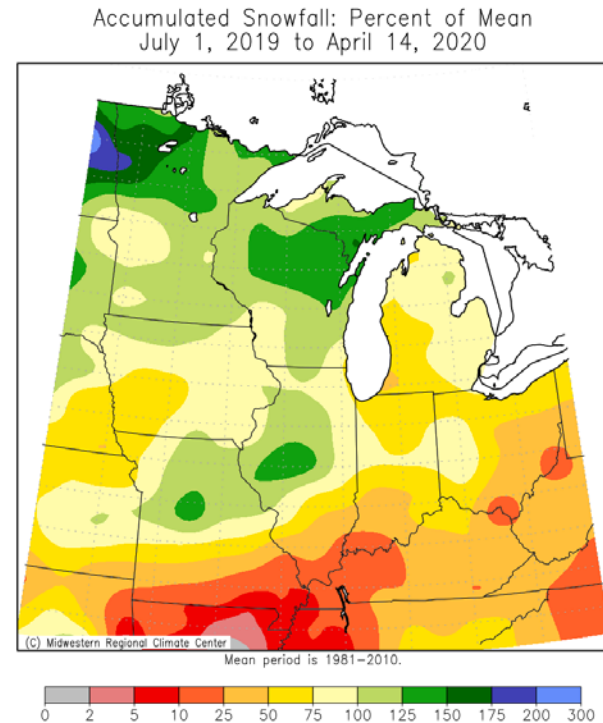 Accumulated Snowfall: Percent of Mean
July 1, 2019 to April 14, 2020
(C) Midwestern Regional Climate Center
Mean period is 1981-2010.
0 2 5 10 25 50 75 100 125 150 175 200 300